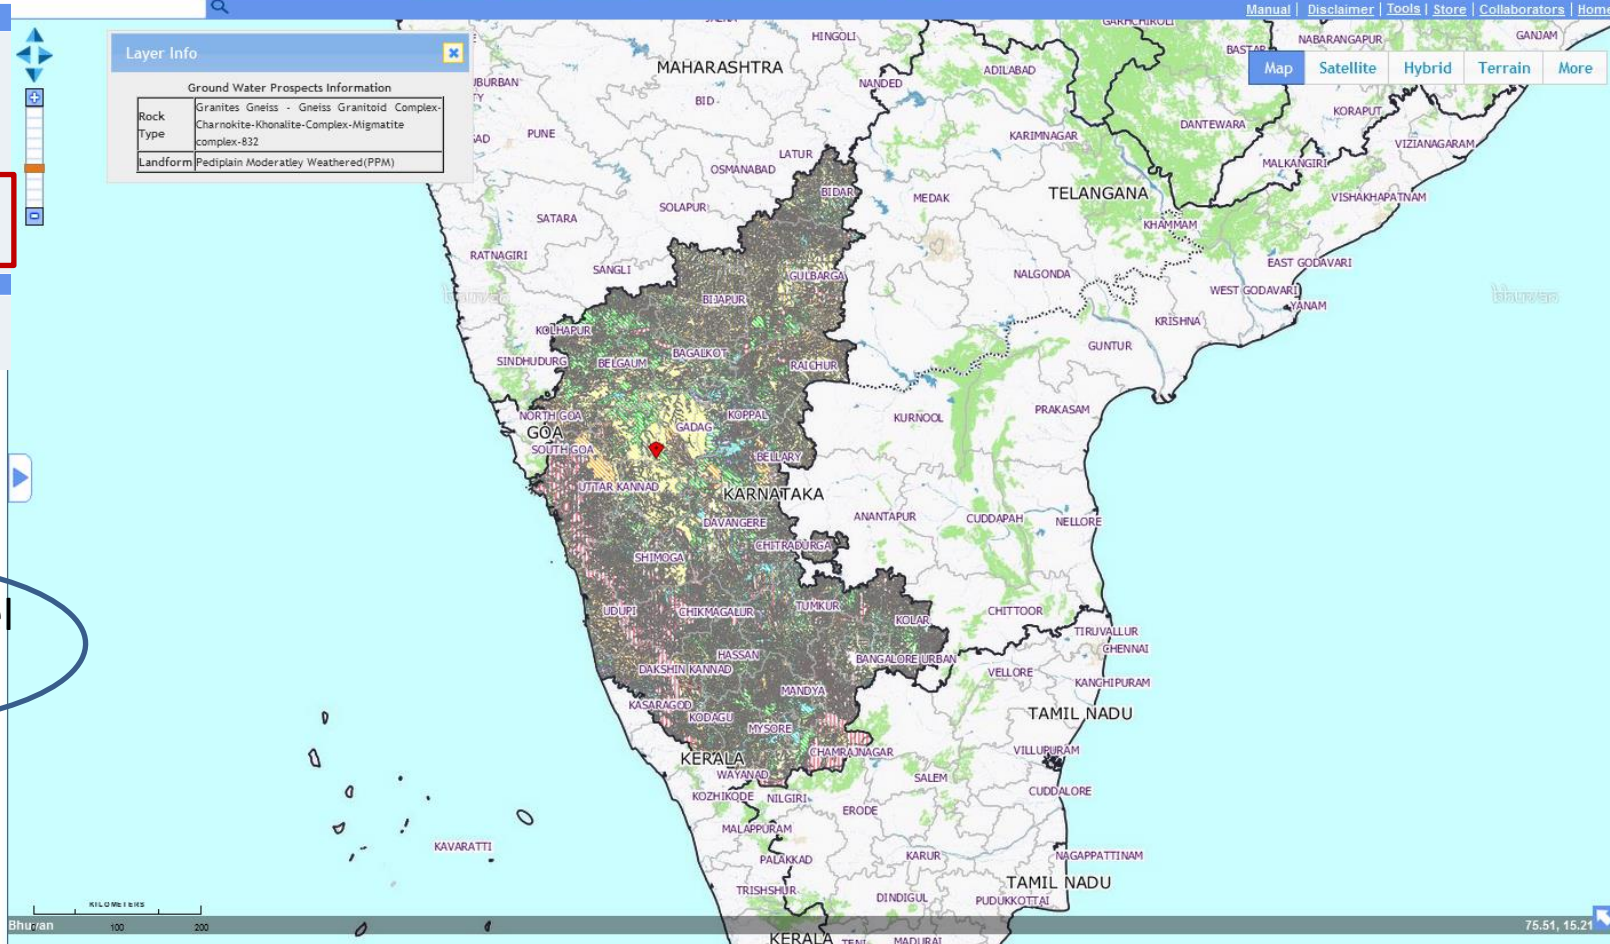 Manual | Disclaimer | Tools | Store | Collaborators | Home
Layer Info
Ground Water Prospects Information
Rock Type
Granites Gneiss - Gneiss Granitoid Complex-
Charnokite-Khonalite-Complex-Migmatite
complex-832
Landform Pediplain Moderatley Weathered(PPM)
Map Satellite Hybrid Terrain More
GARHCHIROLI
HINGOLI
NABARANGAPUR
GANJAM
BASTAR
MAHARASHTRA
ADILABAD
NANDED
BID
KORAPUT
DANTEWARA
PUNE
KARIMNAGAR
VIZIANAGARAM
LATUR
MALKANGIRI
OSMANABAD
BIDAR
TELANGANA
MEDAK
VISHAKHAPATNAM
SOLAPUR
SATARA
KHAMMAM
RATNAGIRI
EAST GODAVARI
SANGLI
GULBARGA
NALGONDA
WEST GODAVARI
BIJAPUR
YANAM
KRISHNA
KOLHAPUR
GUNTUR
BAGALKOT
SINDHUDURG
BELGAUM
RAICHUR
PRAKASAM
NORTH GOA
KOPPAL
KURNOOL
GADAG
GOA
SOUTH GOA
BELLARY
UTTAR KANNAD
KARNATAKA
ANANTAPUR
CUDDAPAH
NELLORE
DAVANGERE
CHITRADURGA
SHIMOGA
UDUPI
CHIKMAGALUR
TUMKUR
CHITTOOR
KOLAR
TIRUVALLUR
CHENNAI
HASSAN
BANGALORE URBAN
DAKSHIN KANNAD
VELLORE
KANCHIPURAM
MANDYA
KASARAGOD
KODAGU
TAMIL NADU
MYSORE
CHAMRAJNAGAR
VILLUPURAM
KERALA
WAYANAD
SALEM
CUDDALORE
KOZHIKODE
NILGIRI
ERODE
MALAPPURAM
KAVARATTI
PALAKKAD
KARUR
NAGAPPATTINAM
TAMIL NADU
TRISHSHUR
DINDIGUL
PUDUKKOTTAI
KILOMETERS
100 200
Bhuvan
75.51, 15.21
KERALA
MADURAI